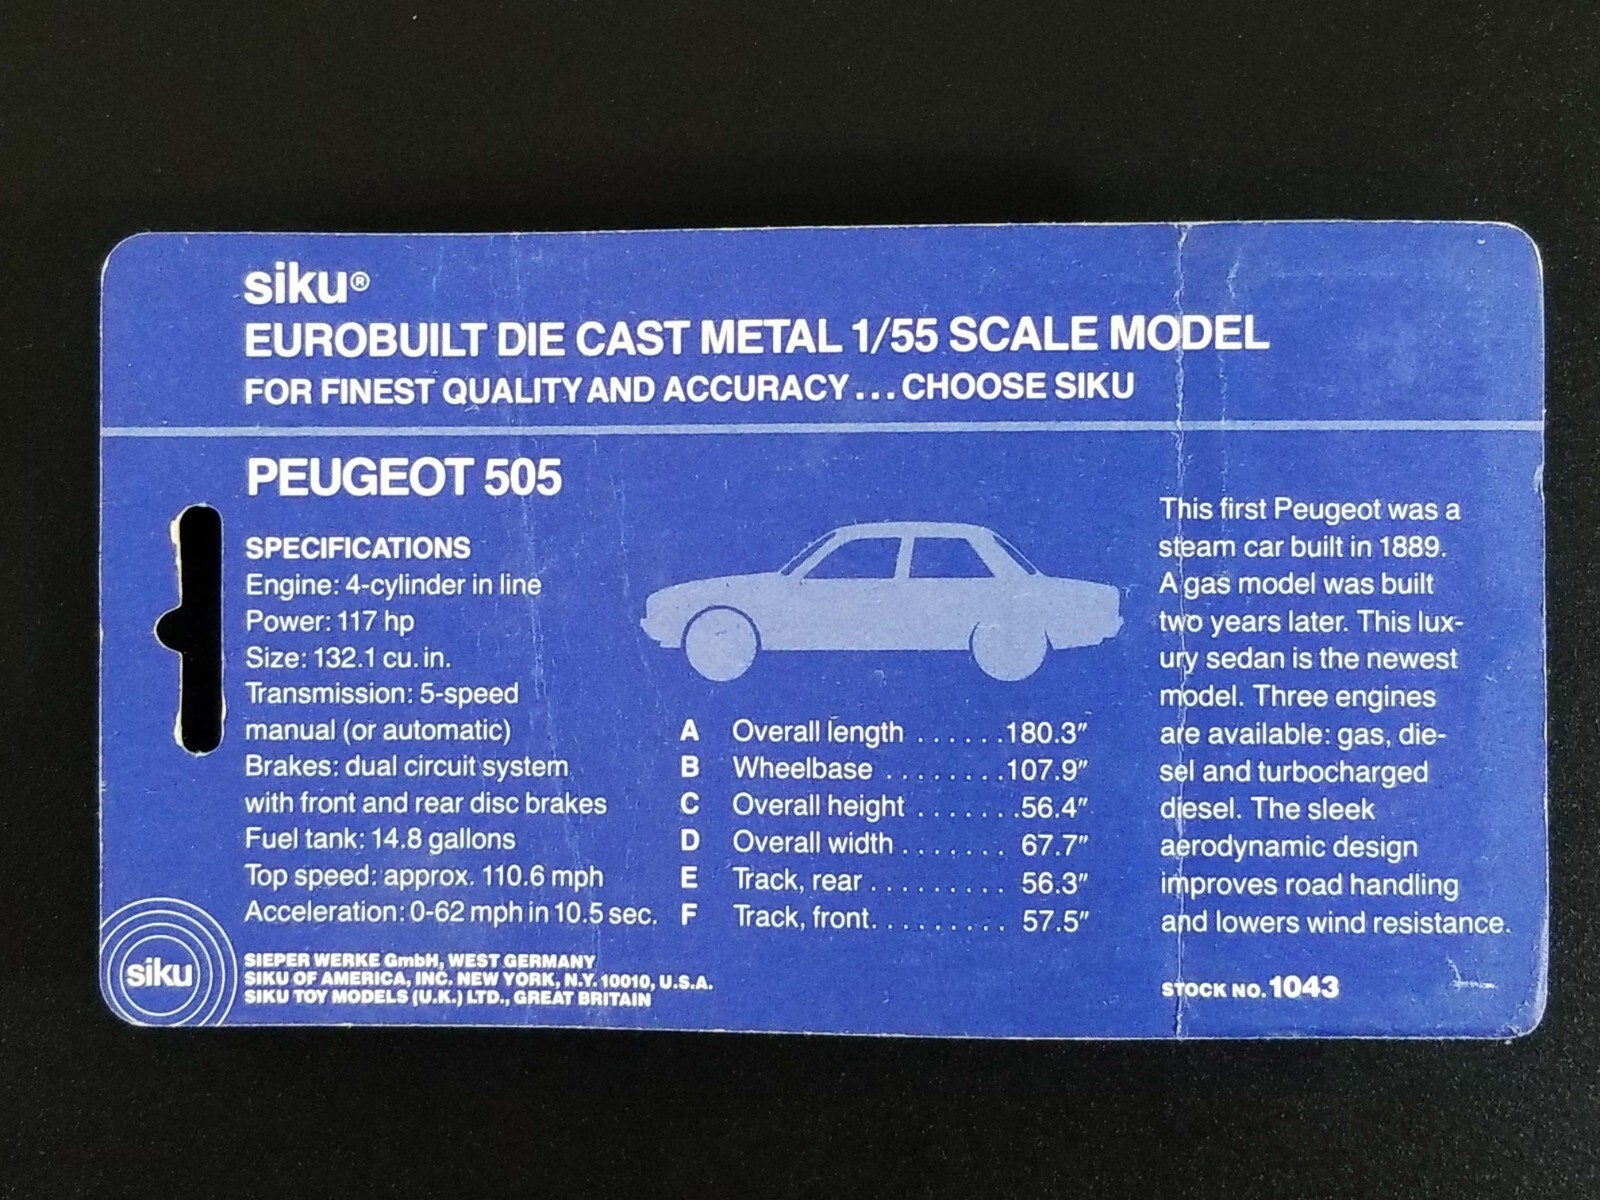 siku®
EUROBUILT DIE CAST METAL 1/55 SCALE MODEL
FOR FINEST QUALITY AND ACCURACY...CHOOSE SIKU
PEUGEOT 505
SPECIFICATIONS
Engine: 4-cylinder in line
Power: 117 hp
Size: 132.1 cu. in.
Transmission: 5-speed
manual (or automatic)
Brakes: dual circuit system
with front and rear disc brakes
Fuel tank: 14.8 gallons
Top speed: approx. 110.6 mph
Acceleration: 0-62 mph in 10.5 sec.
A Overall length . . . . . .180.3″
B Wheelbase . . . . . . . .107.9″
C Overall height . . . . . . .56.4″
D Overall width . . . . . . . 67.7″
E Track, rear . . . . . . . . . 56.3″
F Track, front. . . . . . . . . 57.5″
This first Peugeot was a
steam car built in 1889.
A gas model was built
two years later. This lux-
ury sedan is the newest
model. Three engines
are available: gas, die-
sel and turbocharged
diesel. The sleek
aerodynamic design
improves road handling
and lowers wind resistance.
siku
SIEPER WERKE GmbH, WEST GERMANY
SIKU OF AMERICA, INC. NEW YORK, N.Y. 10010, U.S.A.
SIKU TOY MODELS (U.K.) LTD., GREAT BRITAIN
STOCK NO. 1043